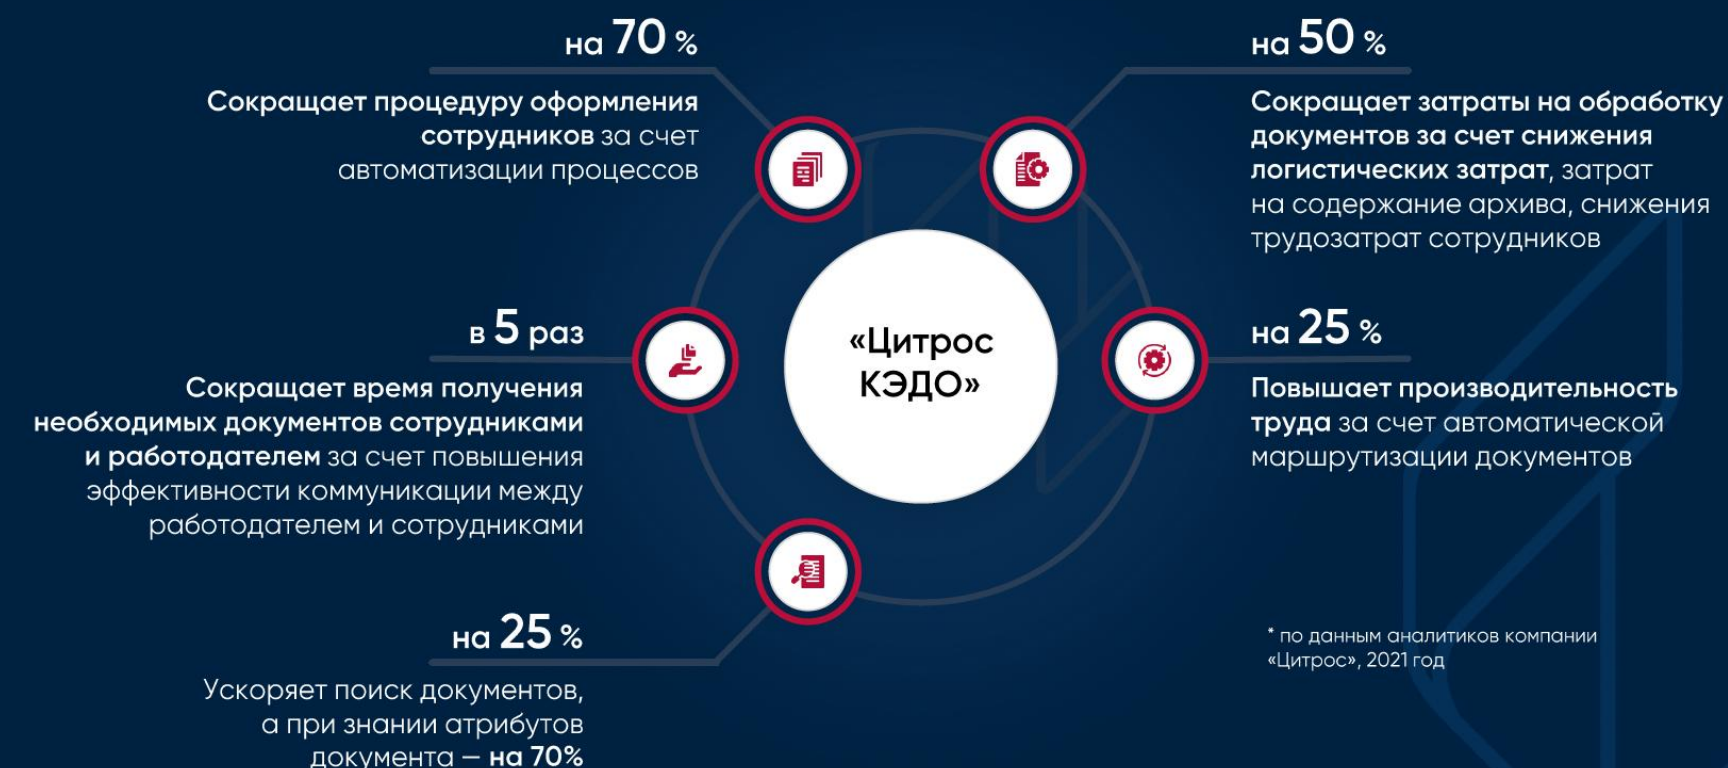 на 70 %
Сокращает процедуру оформления
сотрудников за счет
автоматизации процессов
на 50 %
Сокращает затраты на обработку
документов за счет снижения
логистических затрат, затрат
на содержание архива, снижения
трудозатрат сотрудников
«Цитрос
КЭДО»
в 5 раз
Сокращает время получения
необходимых документов сотрудниками
и работодателем за счет повышения
эффективности коммуникации между
работодателем и сотрудниками
на 25 %
Повышает производительность
труда за счет автоматической
маршрутизации документов
на 25 %
Ускоряет поиск документов,
а при знании атрибутов
документа — на 70%
* по данным аналитиков компании
«Цитрос», 2021 год